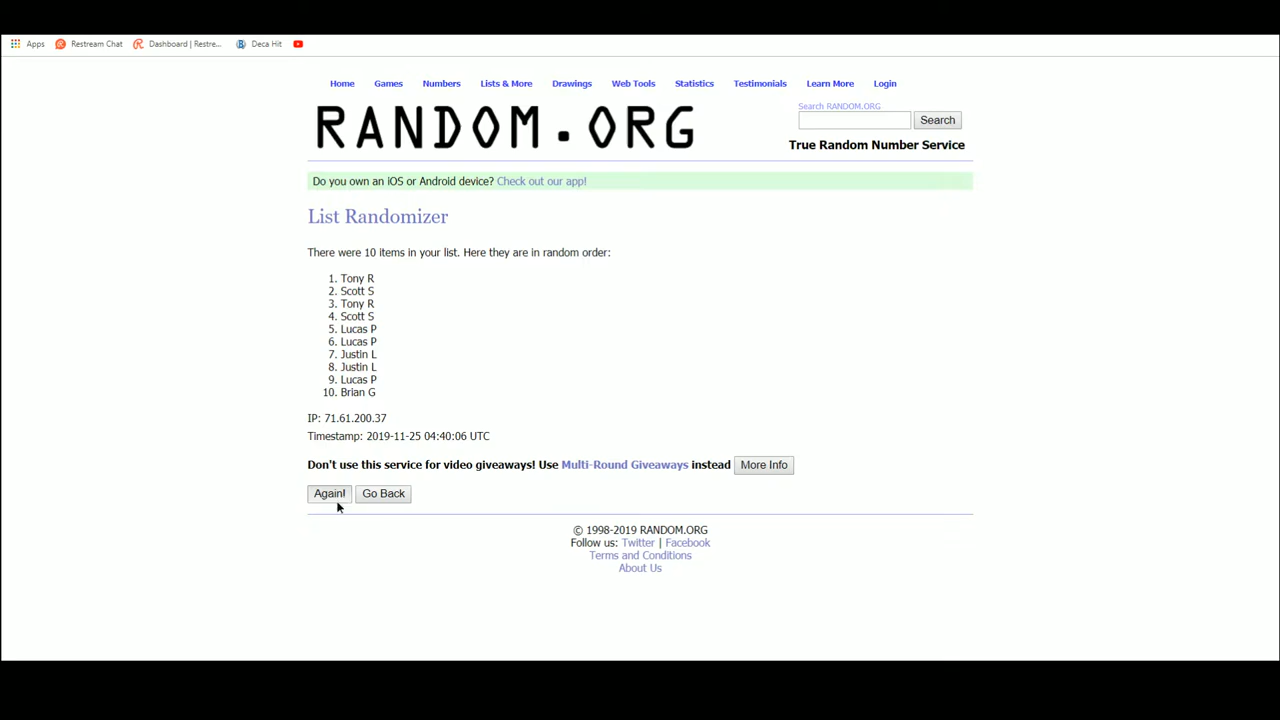 Apps Restream Chat Dashboard | Restre... Deca Hit
Home Games Numbers Lists & More Drawings Web Tools Statistics Testimonials Learn More Login
RANDOM.ORG
Search RANDOM.ORG
Search
True Random Number Service
Do you own an iOS or Android device? Check out our app!
List Randomizer
There were 10 items in your list. Here they are in random order:
1. Tony R
2. Scott S
3. Tony R
4. Scott S
5. Lucas P
6. Lucas P
7. Justin L
8. Justin L
9. Lucas P
10. Brian G
IP: 71.61.200.37
Timestamp: 2019-11-25 04:40:06 UTC
Don't use this service for video giveaways! Use Multi-Round Giveaways instead More Info
Again! Go Back
© 1998-2019 RANDOM.ORG
Follow us: Twitter | Facebook
Terms and Conditions
About Us